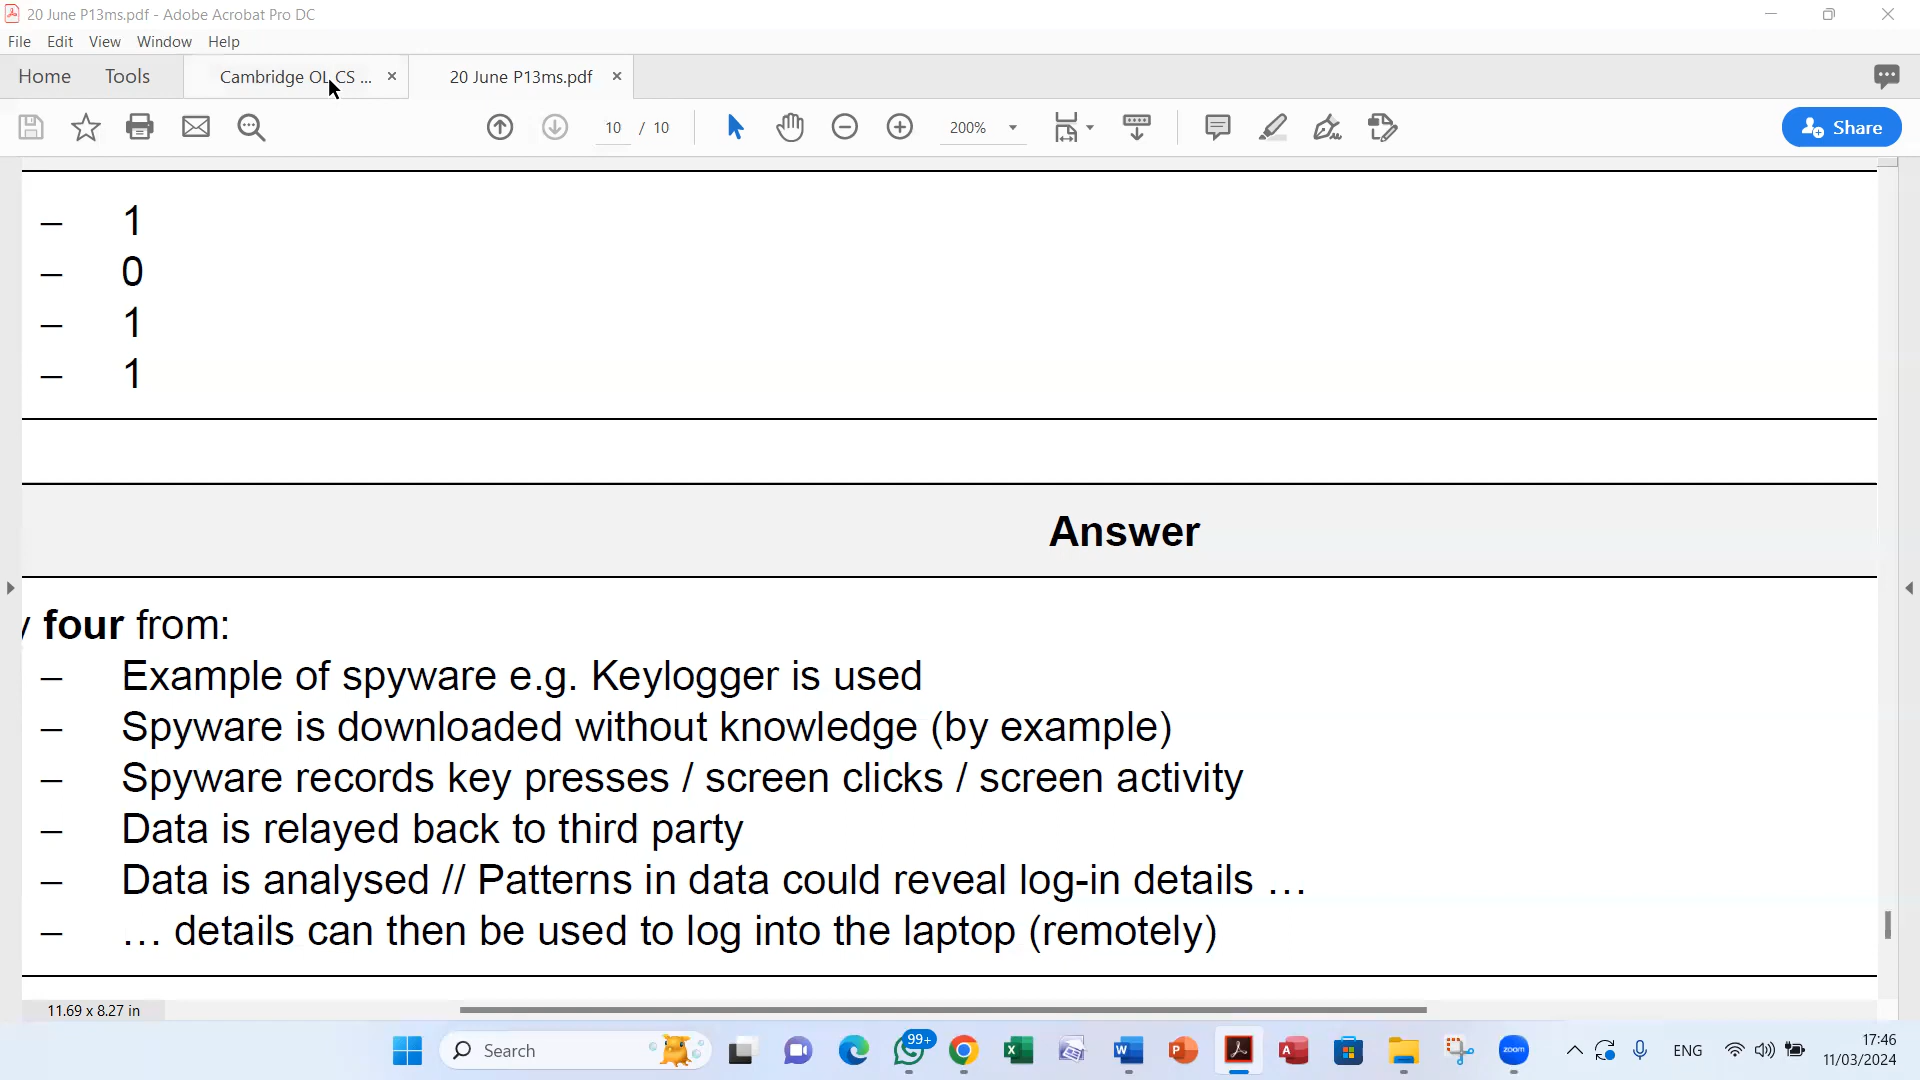 20 June P13ms.pdf - Adobe Acrobat Pro DC
File Edit View Window Help
Home Tools Cambridge OL CS ... × 20 June P13ms.pdf ×
10 / 10 200% Share
– 1
– 0
– 1
– 1
Answer
four from:
– Example of spyware e.g. Keylogger is used
– Spyware is downloaded without knowledge (by example)
– Spyware records key presses / screen clicks / screen activity
– Data is relayed back to third party
– Data is analysed // Patterns in data could reveal log-in details …
– … details can then be used to log into the laptop (remotely)
11.69 x 8.27 in
Search 99+ zoom ENG 17:46
11/03/2024